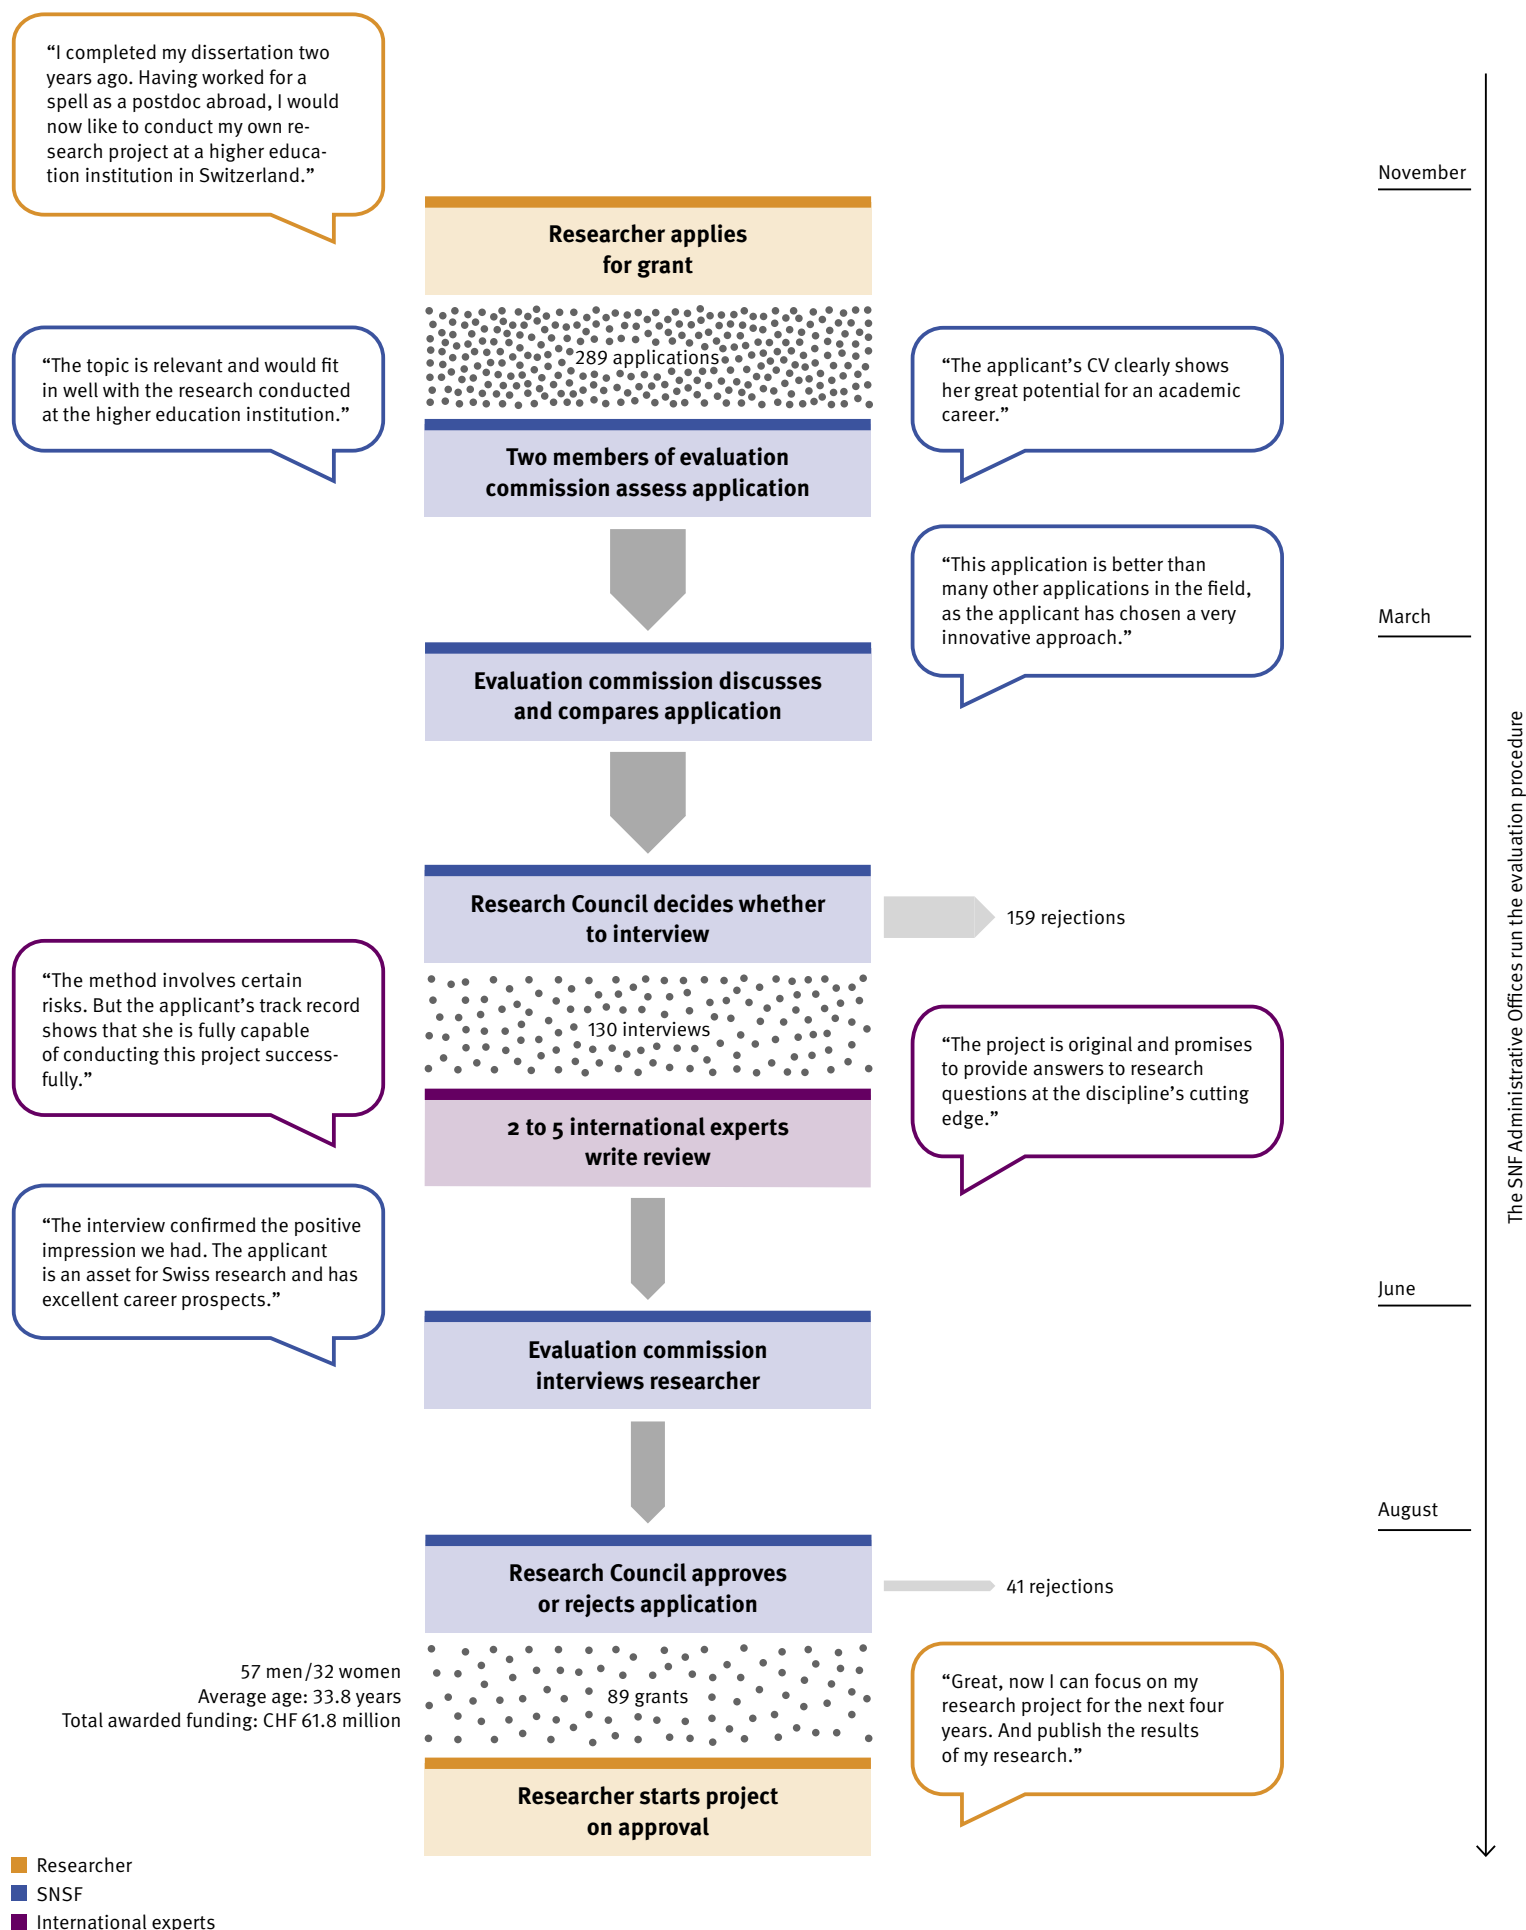 “I completed my dissertation two
years ago. Having worked for a
spell as a postdoc abroad, I would
now like to conduct my own re-
search project at a higher educa-
tion institution in Switzerland.”
November
Researcher applies
for grant
289 applications
“The topic is relevant and would fit
in well with the research conducted
at the higher education institution.”
“The applicant’s CV clearly shows
her great potential for an academic
career.”
Two members of evaluation
commission assess application
“This application is better than
many other applications in the field,
as the applicant has chosen a very
innovative approach.”
March
Evaluation commission discusses
and compares application
The SNF Administrative Offices run the evaluation procedure
Research Council decides whether
to interview
159 rejections
130 interviews
“The method involves certain
risks. But the applicant’s track record
shows that she is fully capable
of conducting this project success-
fully.”
“The project is original and promises
to provide answers to research
questions at the discipline’s cutting
edge.”
2 to 5 international experts
write review
“The interview confirmed the positive
impression we had. The applicant
is an asset for Swiss research and has
excellent career prospects.”
June
Evaluation commission
interviews researcher
August
Research Council approves
or rejects application
41 rejections
57 men/32 women
Average age: 33.8 years
Total awarded funding: CHF 61.8 million
89 grants
“Great, now I can focus on my
research project for the next four
years. And publish the results
of my research.”
Researcher starts project
on approval
Researcher
SNSF
International experts